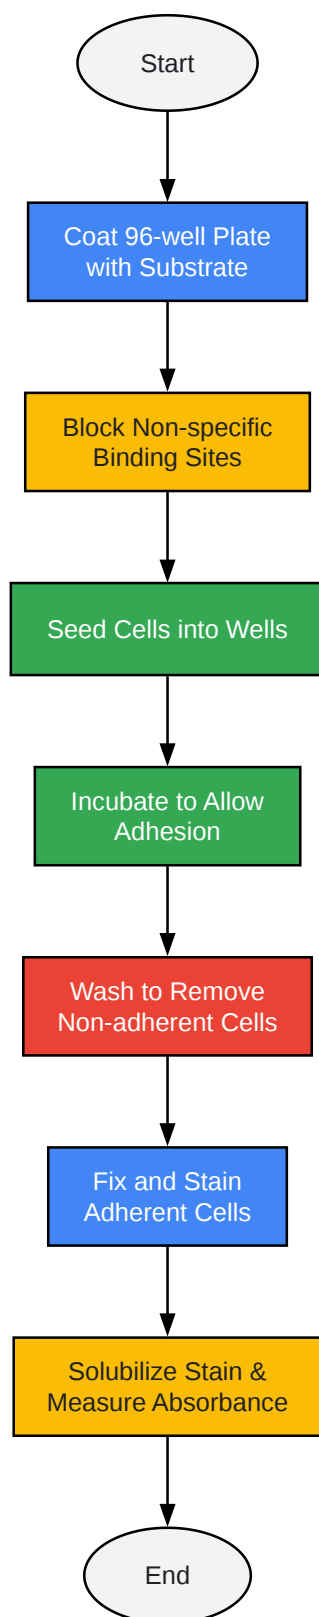 Start
Coat 96-well Plate
with Substrate
Block Non-specific
Binding Sites
Seed Cells into Wells
Incubate to Allow
Adhesion
Wash to Remove
Non-adherent Cells
Fix and Stain
Adherent Cells
Solubilize Stain &
Measure Absorbance
End